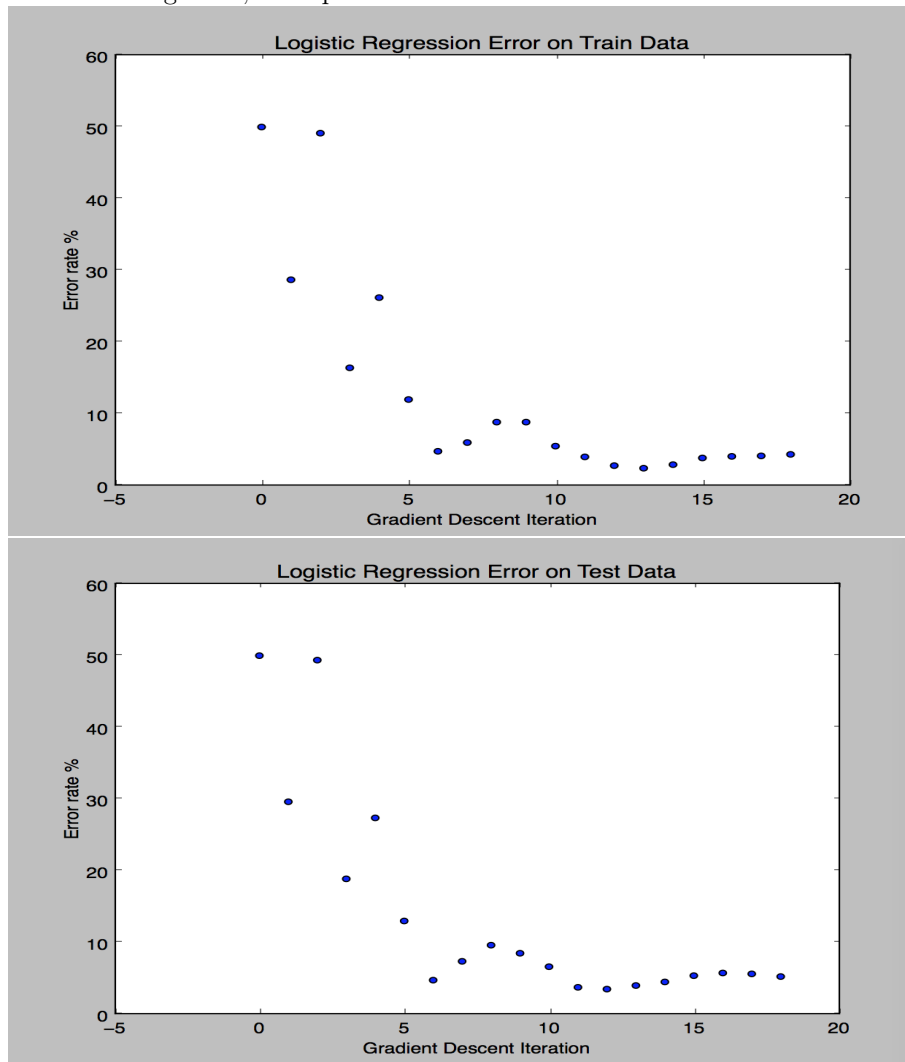 Logistic Regression Error on Train Data
60
50
40
30
20
10
0
Error rate %
−5 0 5 10 15 20
Gradient Descent Iteration
Logistic Regression Error on Test Data
60
50
40
30
20
10
0
Error rate %
−5 0 5 10 15 20
Gradient Descent Iteration